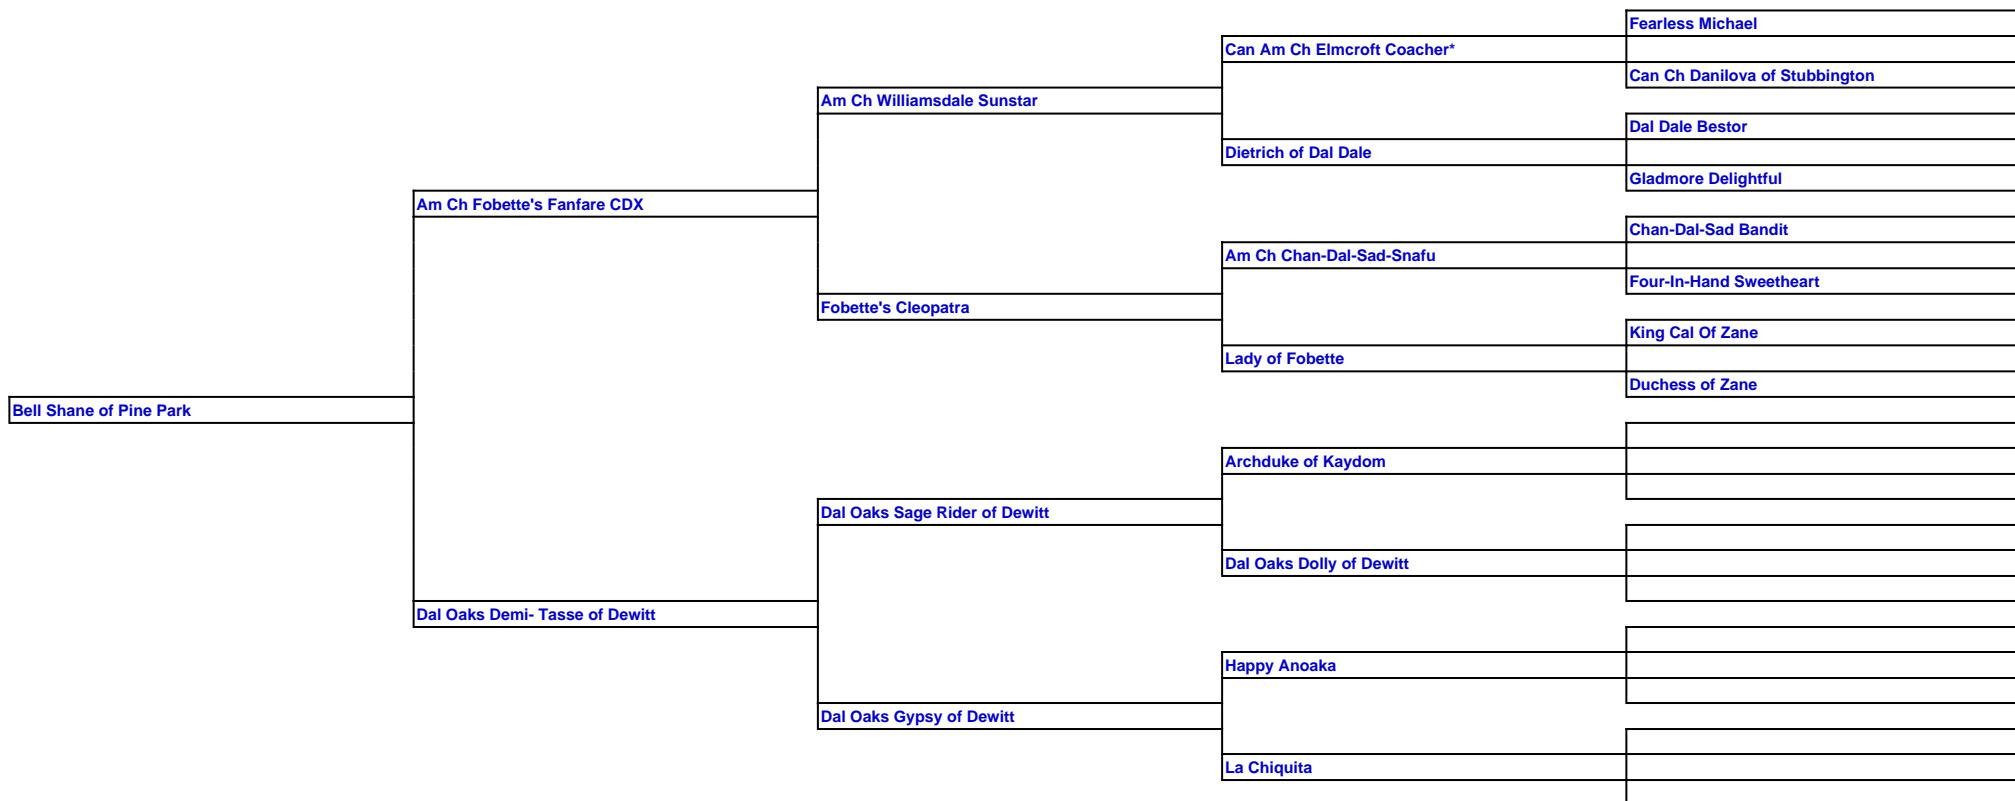 Fearless Michael
Can Am Ch Elmcroft Coacher*
Can Ch Danilova of Stubbington
Am Ch Williamsdale Sunstar
Dal Dale Bestor
Dietrich of Dal Dale
Gladmore Delightful
Am Ch Fobette's Fanfare CDX
Chan-Dal-Sad Bandit
Am Ch Chan-Dal-Sad-Snafu
Four-In-Hand Sweetheart
Fobette's Cleopatra
King Cal Of Zane
Lady of Fobette
Duchess of Zane
Bell Shane of Pine Park
Archduke of Kaydom
Dal Oaks Sage Rider of Dewitt
Dal Oaks Dolly of Dewitt
Dal Oaks Demi- Tasse of Dewitt
Happy Anoaka
Dal Oaks Gypsy of Dewitt
La Chiquita